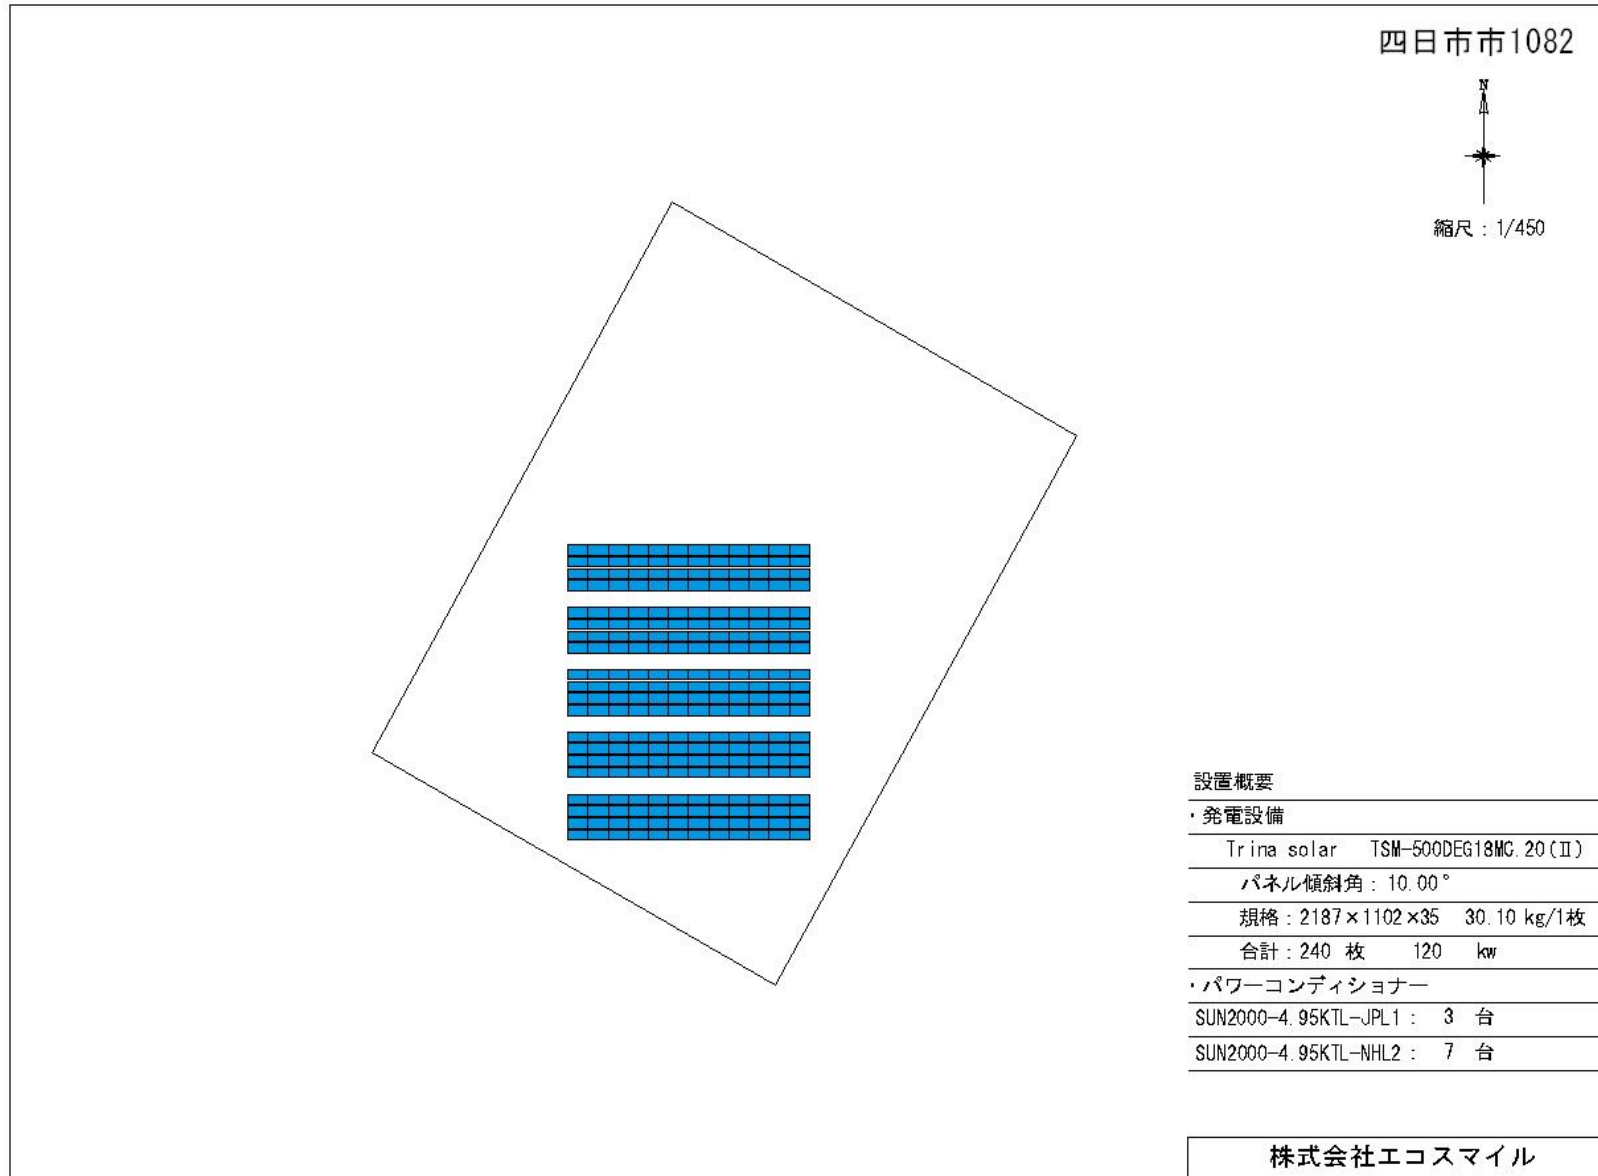 四日市市1082
N
縮尺：1/450
設置概要
・発電設備
Trina solar TSM-500DEG18MC.20(Ⅱ)
パネル傾斜角：10.00°
規格：2187×1102×35 30.10 kg/1枚
合計：240 枚 120 kw
・パワーコンディショナー
SUN2000-4.95KTL-JPL1： 3 台
SUN2000-4.95KTL-NHL2： 7 台
株式会社エコスマイル